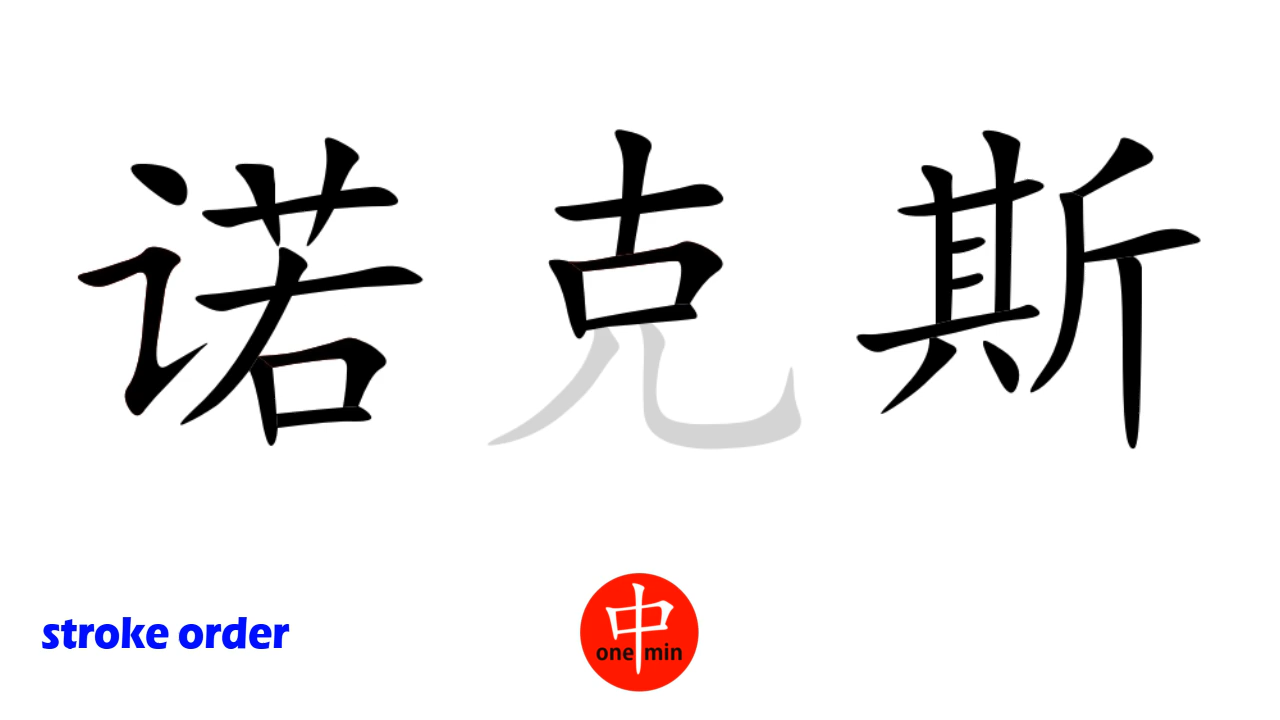 诺克斯
stroke order
中
one min